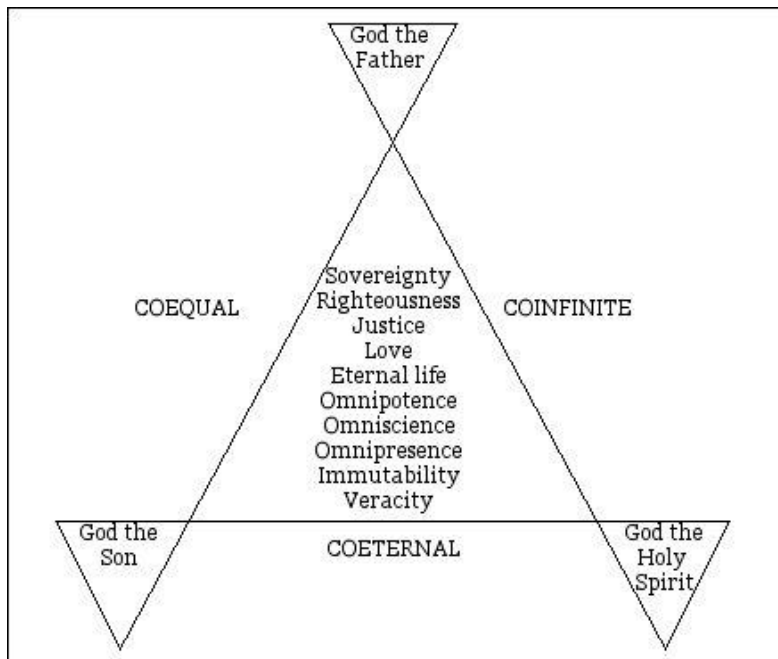 God the
Father
Sovereignty
Righteousness
Justice
COEQUAL
COINFINITE
Love
Eternal life
Omnipotence
Omniscience
Omnipresence
Immutability
Veracity
God the
Son
COETERNAL
God the
Holy
Spirit